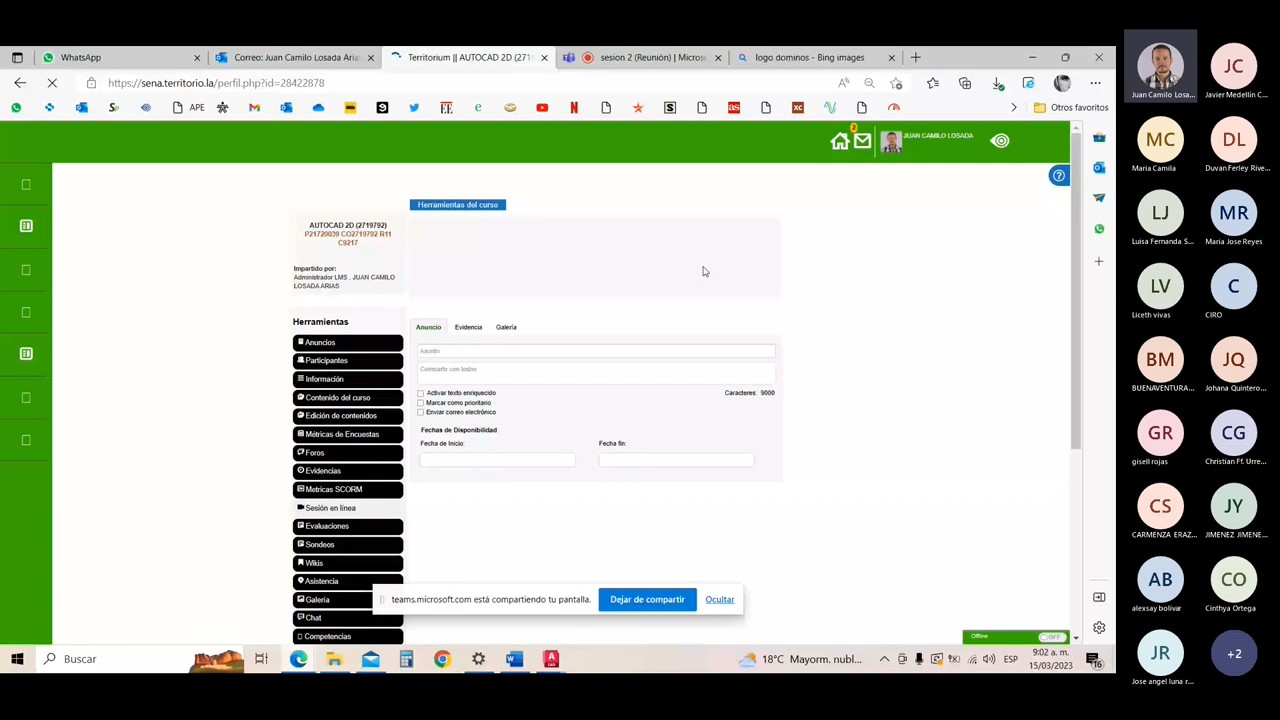 WhatsApp
Correo: Juan Camilo Losada Arias
Territorium || AUTOCAD 2D (271
sesion 2 (Reunión) | Micros
logo dominos - Bing images
https://sena.territorio.la/perfil.php?id=28422878
APE
Otros favoritos
2
JUAN CAMILO LOSADA
Herramientas del curso
AUTOCAD 2D (2719792)
P21720039 CO2719792 R11
C9217
Impartido por:
Administrador LMS , JUAN CAMILO
LOSADA ARIAS
Herramientas
Anuncios
Participantes
Información
Contenido del curso
Edición de contenidos
Métricas de Encuestas
Foros
Evidencias
Metricas SCORM
Sesión en línea
Evaluaciones
Sondeos
Wikis
Asistencia
Galería
Chat
Competencias
Anuncio Evidencia Galería
Asunto
Comparte con todos
Activar texto enriquecido
Caracteres: 9000
Marcar como prioritario
Enviar correo electrónico
Fechas de Disponibilidad
Fecha de Inicio:
Fecha fin:
teams.microsoft.com está compartiendo tu pantalla.
Dejar de compartir
Ocultar
Offline
OFF
Buscar
18°C Mayorm. nubl...
ESP
9:02 a. m.
15/03/2023
16
Juan Camilo Losa...
JC
Javier Medellín C...
MC
Maria Camila
DL
Duvan Ferley Rive...
LJ
Luisa Fernanda S...
MR
Maria Jose Reyes
LV
Liceth vivas
C
CIRO
BM
BUENAVENTURA...
JQ
Johana Quintero...
GR
gisell rojas
CG
Christian Ff. Urre...
CS
CARMENZA ERAZ...
JY
JIMENEZ JIMENE...
AB
alexsay bolivar
CO
Cinthya Ortega
JR
Jose angel luna r...
+2